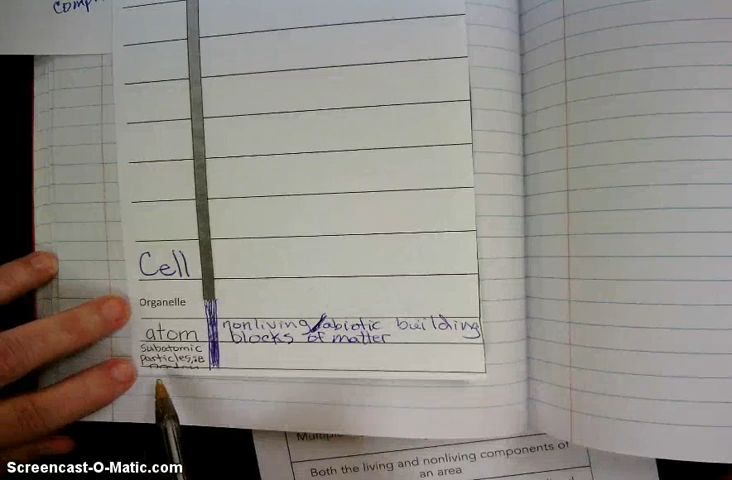 Cell
Organelle
atom
nonliving/abiotic building
blocks of matter
Subatomic
particles, ie
Both the living and nonliving components of
an area
Screencast-O-Matic.com